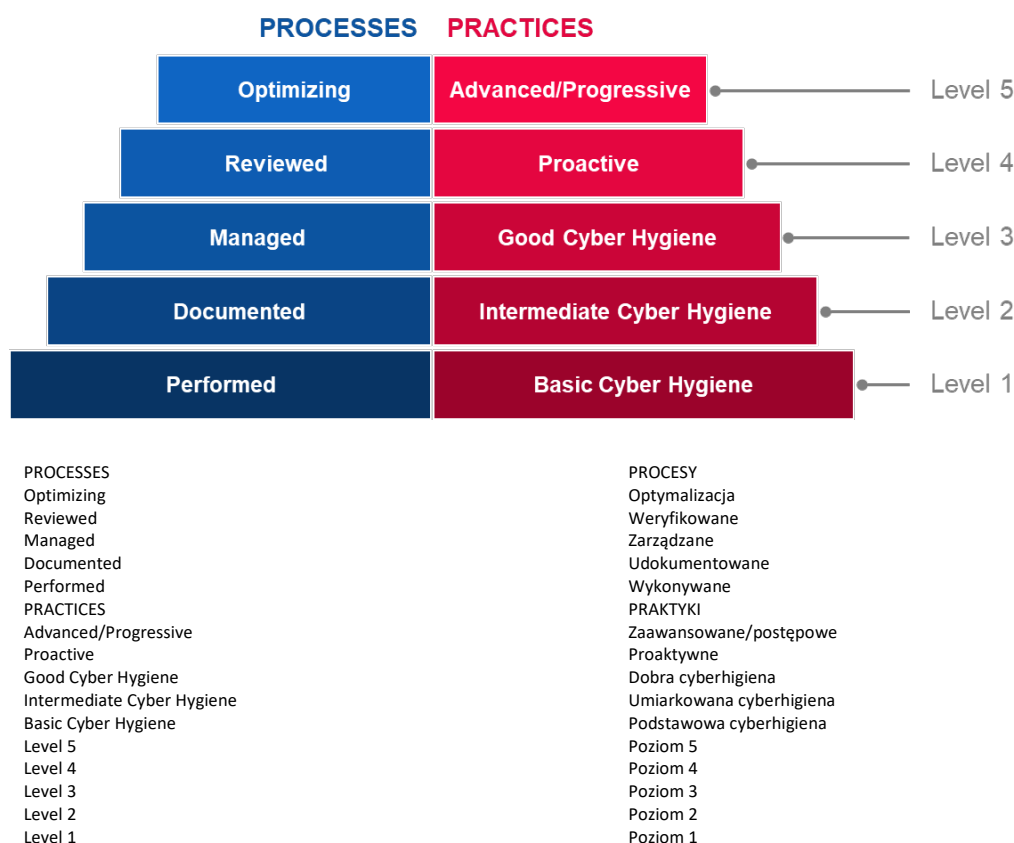 PROCESSES PRACTICES
Optimizing Advanced/Progressive Level 5
Reviewed Proactive Level 4
Managed Good Cyber Hygiene Level 3
Documented Intermediate Cyber Hygiene Level 2
Performed Basic Cyber Hygiene Level 1
PROCESSES PROCESY
Optimizing Optymalizacja
Reviewed Weryfikowane
Managed Zarządzane
Documented Udokumentowane
Performed Wykonywane
PRACTICES PRAKTYKI
Advanced/Progressive Zaawansowane/postępowe
Proactive Proaktywne
Good Cyber Hygiene Dobra cyberhigiena
Intermediate Cyber Hygiene Umiarkowana cyberhigiena
Basic Cyber Hygiene Podstawowa cyberhigiena
Level 5 Poziom 5
Level 4 Poziom 4
Level 3 Poziom 3
Level 2 Poziom 2
Level 1 Poziom 1